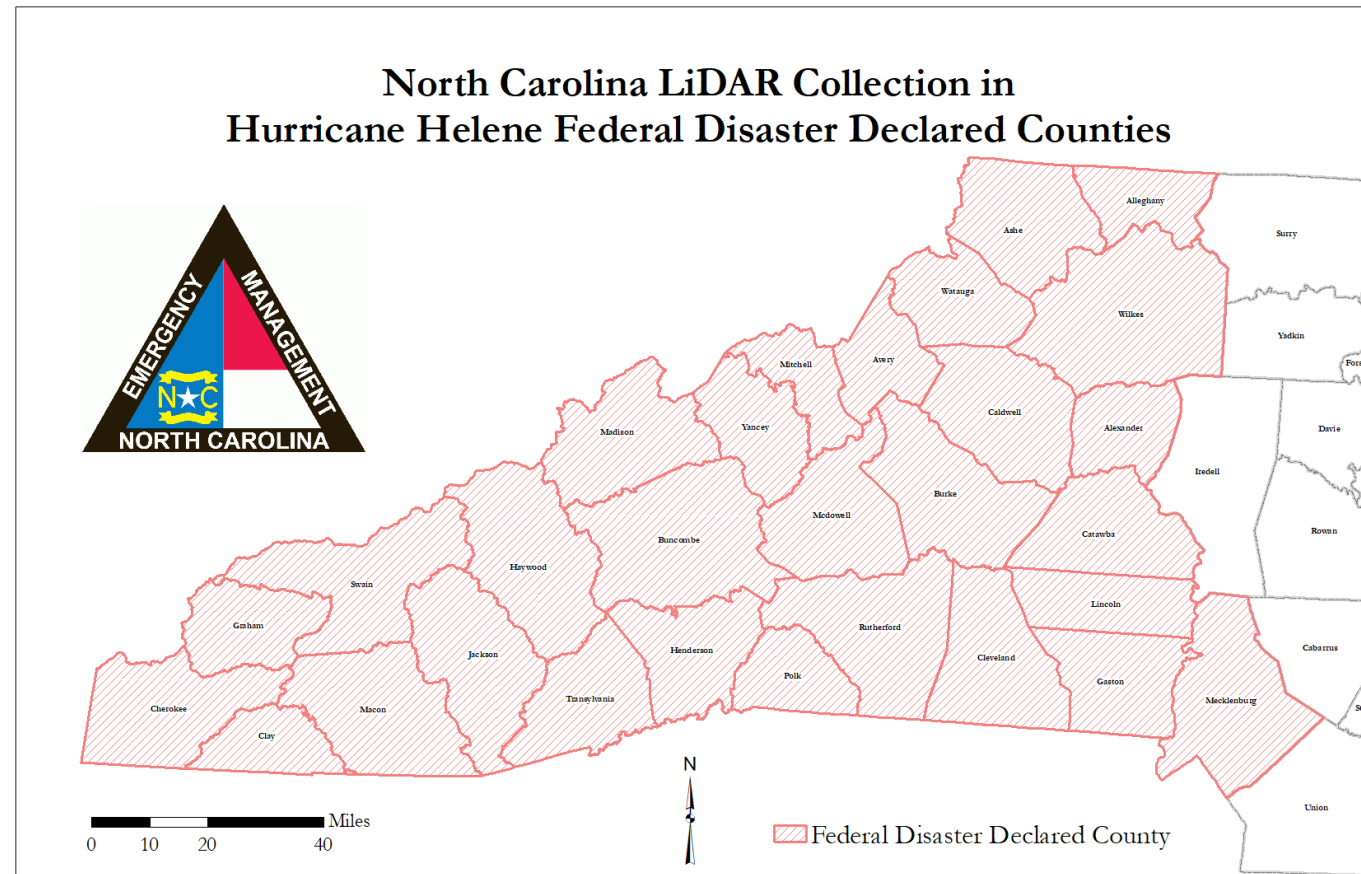 North Carolina LiDAR Collection in
Hurricane Helene Federal Disaster Declared Counties
EMERGENCY
MANAGEMENT
N C
NORTH CAROLINA
Alleghany
Ashe
Surry
Watauga
Wilkes
Yadkin
Avery
Mitchell
Fors
Caldwell
Yancey
Alexander
Davie
Madison
Iredell
Burke
Mcdowell
Rowan
Catawba
Buncombe
Haywood
Swain
Lincoln
Graham
Rutherford
Henderson
Cabarrus
Jackson
Cleveland
Polk
Gaston
Transylvania
Mecklenburg
Cherokee
Macon
Clay
N
Union
Miles
0 10 20 40
Federal Disaster Declared County